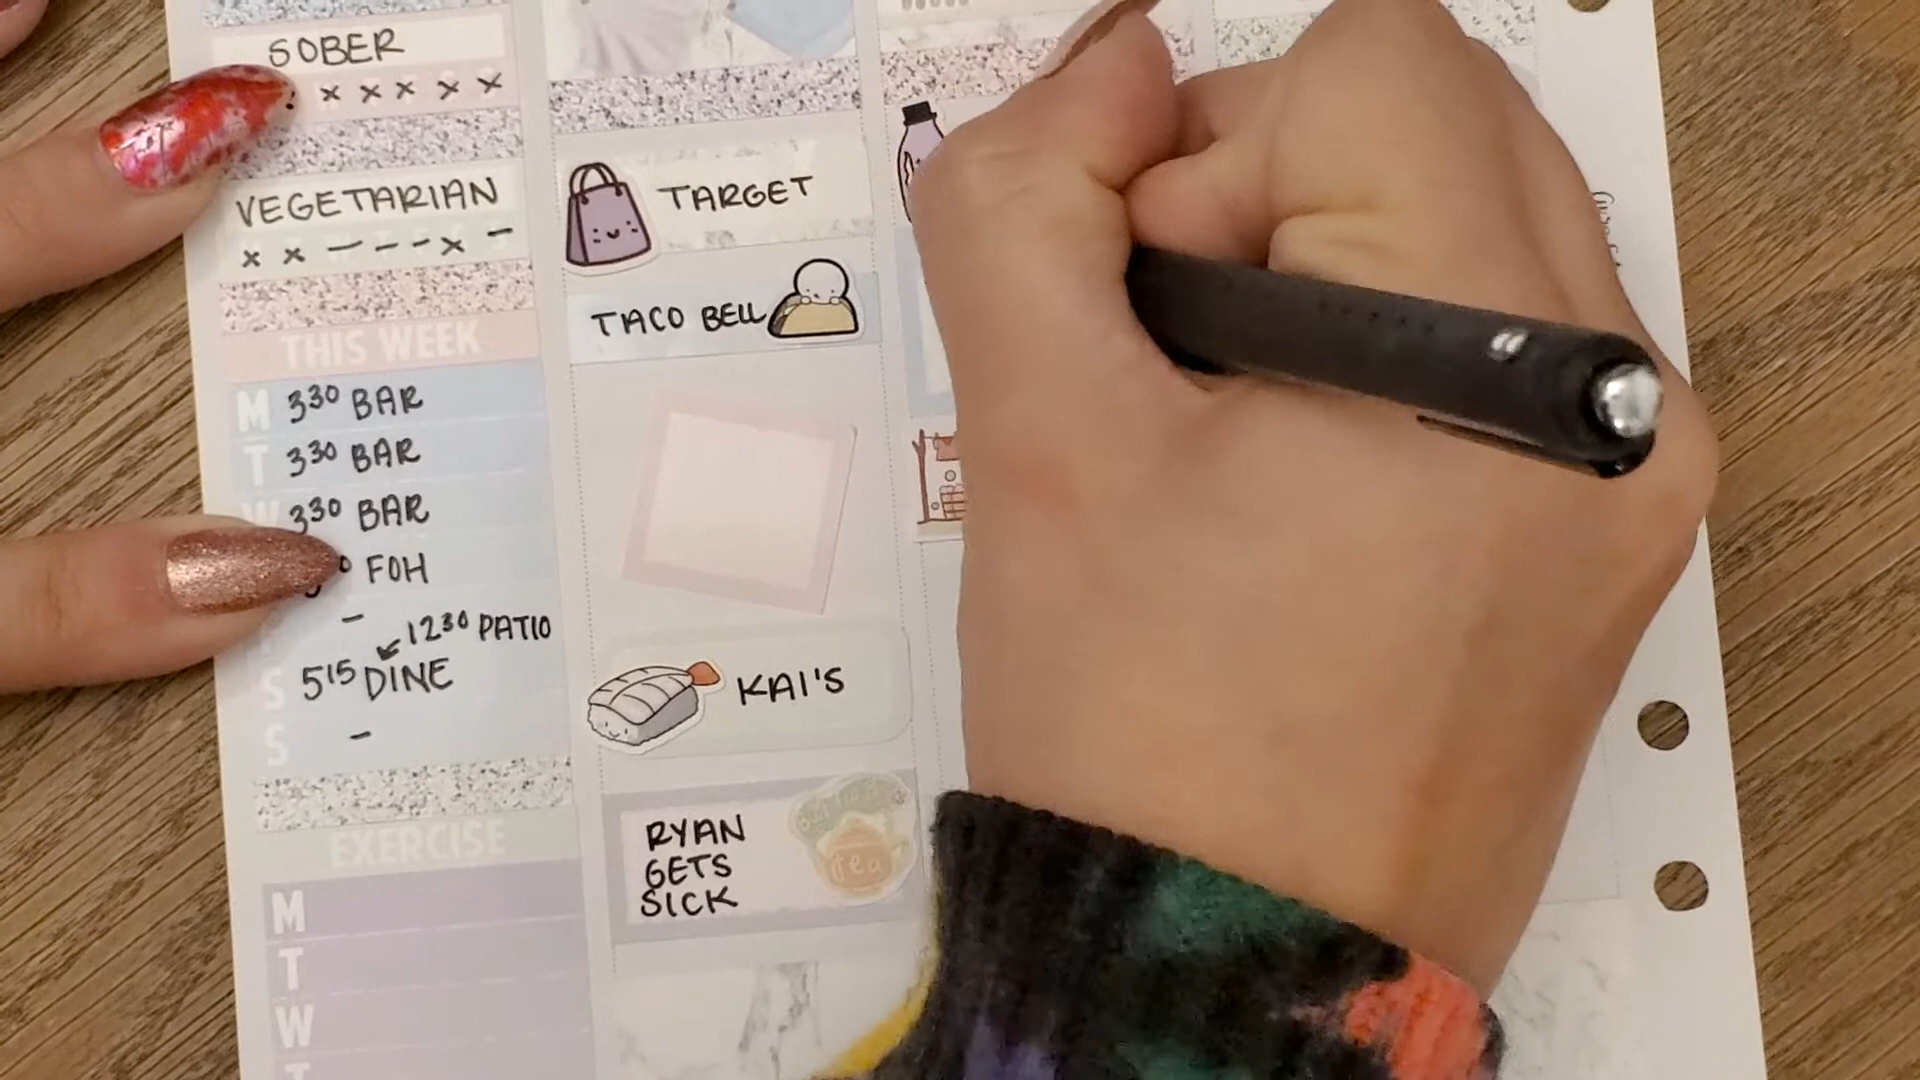 SOBER
x x x x x
VEGETARIAN
x x – – – x –
THIS WEEK
M 3³⁰ BAR
T 3³⁰ BAR
W 3³⁰ BAR
FOH
–
12³⁰ PATIO
S 5¹⁵ DINE
S –
EXERCISE
M
T
W
T
TARGET
TACO BELL
KAI'S
RYAN
GETS
SICK
tea